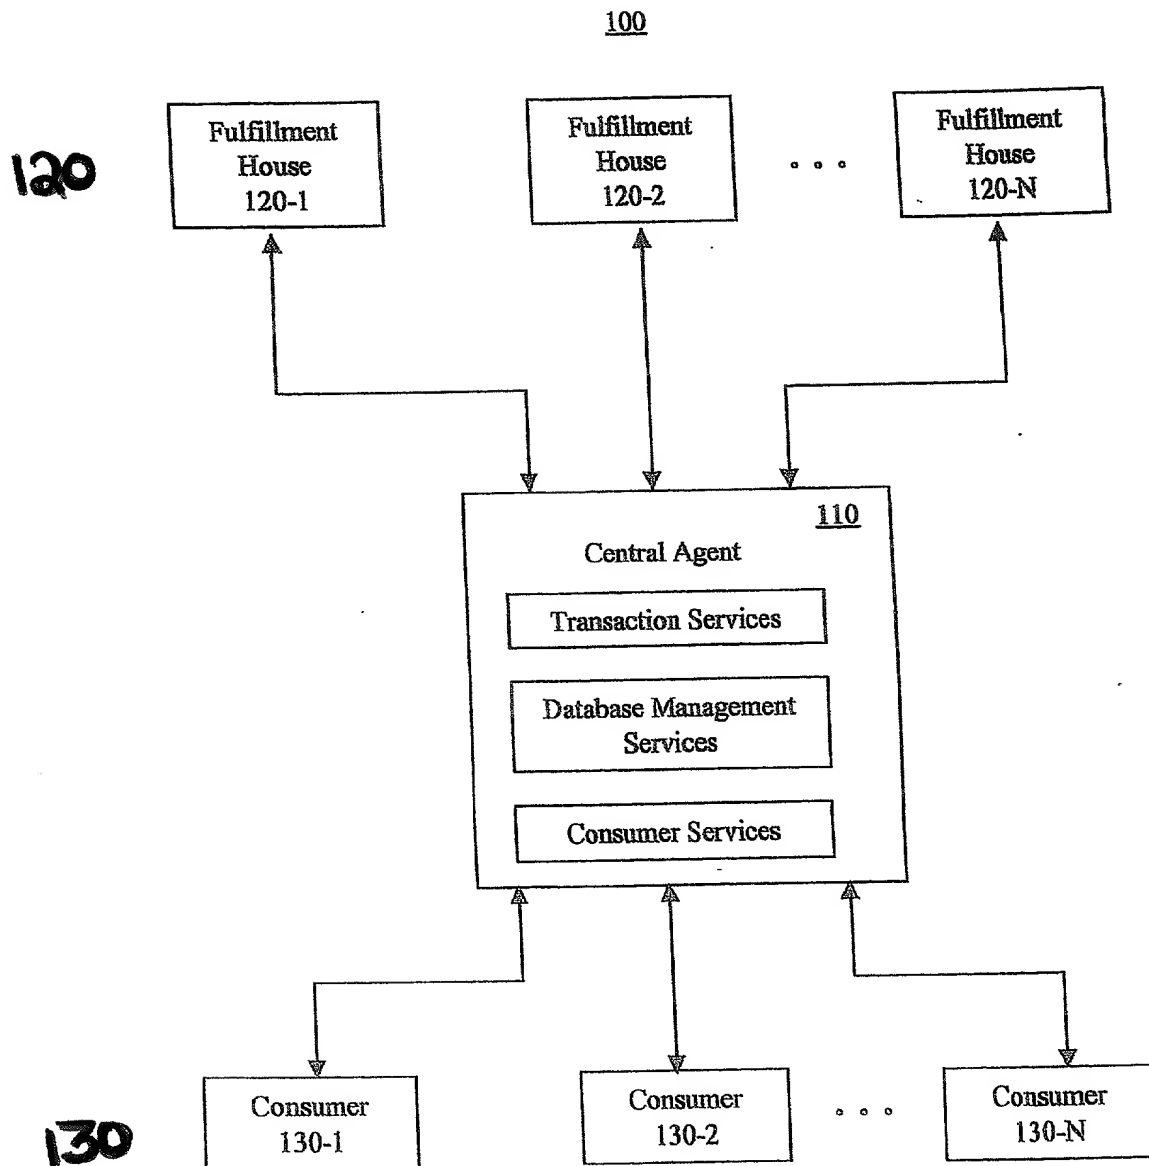 100
120
Fulfillment
House
120-1
Fulfillment
House
120-2
Fulfillment
House
120-N
110
Central Agent
Transaction Services
Database Management
Services
Consumer Services
130
Consumer
130-1
Consumer
130-2
Consumer
130-N